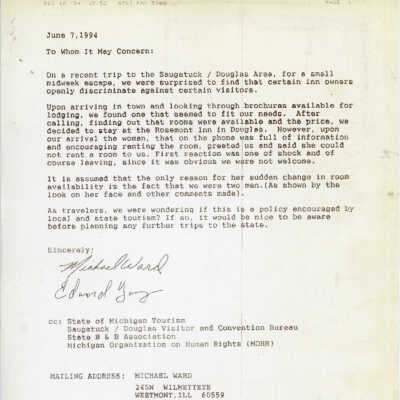 June 7,1994
To Whom It May Concern:
On a recent trip to the Saugatuck / Douglas Area, for a small
midweek escape, we were surprised to find that certain inn owners
openly discriminate against certain visitors.
Upon arriving in town and looking through brochures available for
lodging, we found one that seemed to fit our needs. After
calling, finding out that rooms were available and the price, we
decided to stay at the Rosemont Inn in Douglas. However, upon
our arrival the woman, that on the phone was full of information
and encouraging renting the room, greeted us and said she could
not rent a room to us. First reaction was one of shock and of
course leaving, since it was obvious we were not welcome.
It is assumed that the only reason for her sudden change in room
availability is the fact that we were two men.(As shown by the
look on her face and other comments made).
As travelers, we were wondering if this is a policy encouraged by
local and state tourism? If so, it would be nice to be aware
before planning any further trips to the state.
Sincerely,
Michael Ward
Edward
cc: State of Michigan Tourism
Saugatuck / Douglas Visitor and Convention Bureau
State B & B Association
Michigan Organization on Human Rights (MOHR)
MAILING ADDRESS: MICHAEL WARD
245N WILMETTEE
WESTMONT,ILL 60559